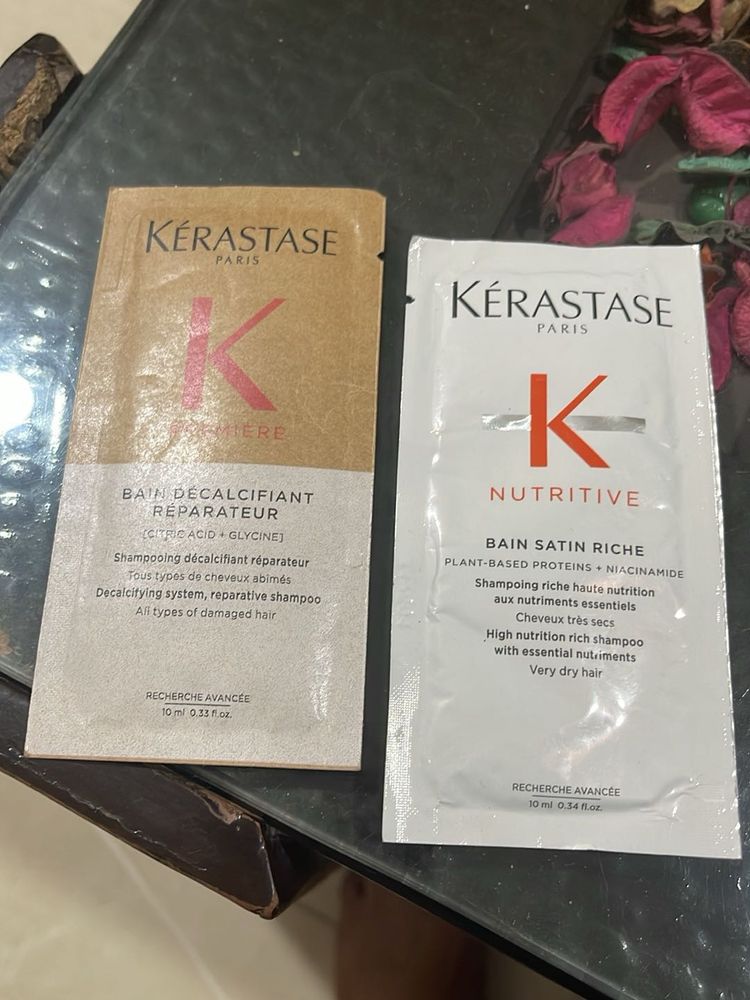 KÉRASTASE
PARIS
K
PREMIÈRE
BAIN DÉCALCIFIANT
RÉPARATEUR
[CITRIC ACID + GLYCINE]
Shampooing décalcifiant réparateur
Tous types de cheveux abîmés
Decalcifying system, reparative shampoo
All types of damaged hair
RECHERCHE AVANCÉE
10 ml 0.33 fl.oz.
KÉRASTASE
PARIS
K
NUTRITIVE
BAIN SATIN RICHE
PLANT-BASED PROTEINS + NIACINAMIDE
Shampoing riche haute nutrition
aux nutriments essentiels
Cheveux très secs
High nutrition rich shampoo
with essential nutriments
Very dry hair
RECHERCHE AVANCÉE
10 ml 0.34 fl.oz.